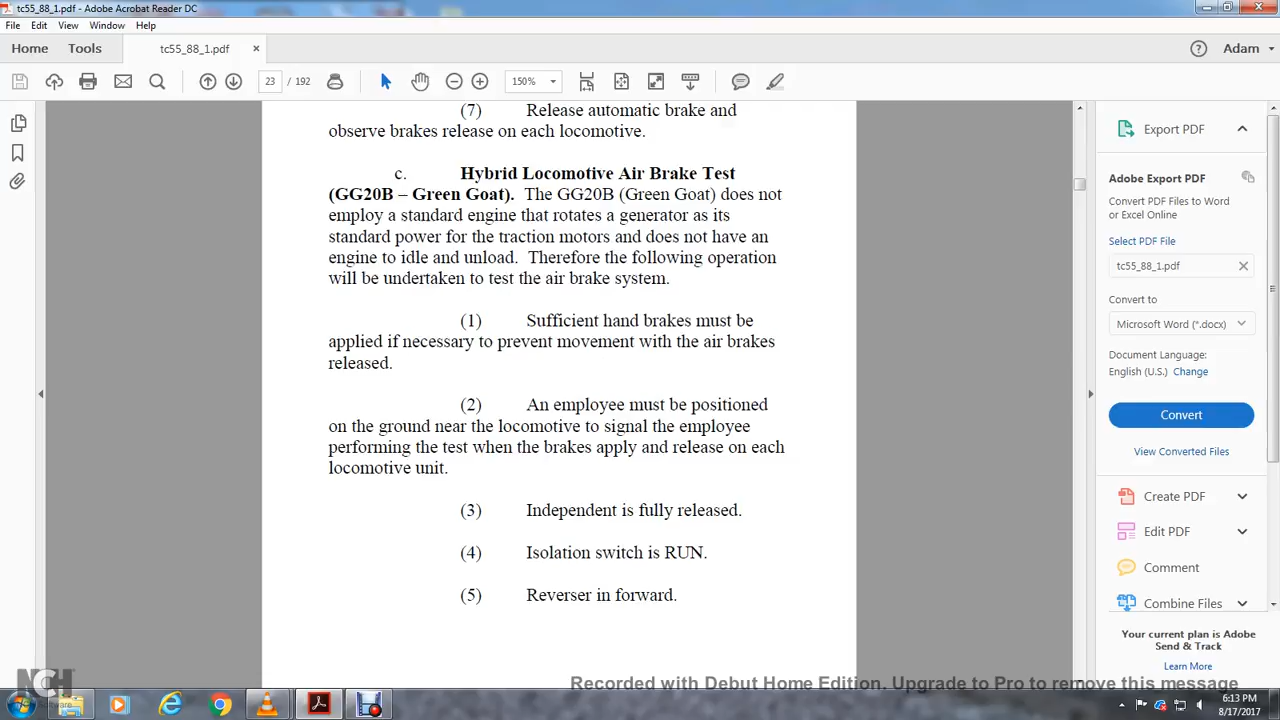 tc55_88_1.pdf - Adobe Acrobat Reader DC
File Edit View Window Help
Home Tools tc55_88_1.pdf × Adam
23 / 192 150%
(7) Release automatic brake and
observe brakes release on each locomotive.
c. Hybrid Locomotive Air Brake Test
(GG20B – Green Goat). The GG20B (Green Goat) does not
employ a standard engine that rotates a generator as its
standard power for the traction motors and does not have an
engine to idle and unload. Therefore the following operation
will be undertaken to test the air brake system.
(1) Sufficient hand brakes must be
applied if necessary to prevent movement with the air brakes
released.
(2) An employee must be positioned
on the ground near the locomotive to signal the employee
performing the test when the brakes apply and release on each
locomotive unit.
(3) Independent is fully released.
(4) Isolation switch is RUN.
(5) Reverser in forward.
Export PDF
Adobe Export PDF
Convert PDF Files to Word
or Excel Online
Select PDF File
tc55_88_1.pdf
Convert to
Microsoft Word (*.docx)
Document Language:
English (U.S.) Change
Convert
View Converted Files
Create PDF
Edit PDF
Comment
Combine Files
Your current plan is Adobe
Send & Track
Learn More
NCH
Software
Recorded with Debut Home Edition. Upgrade to Pro to remove this message
6:13 PM
8/17/2017